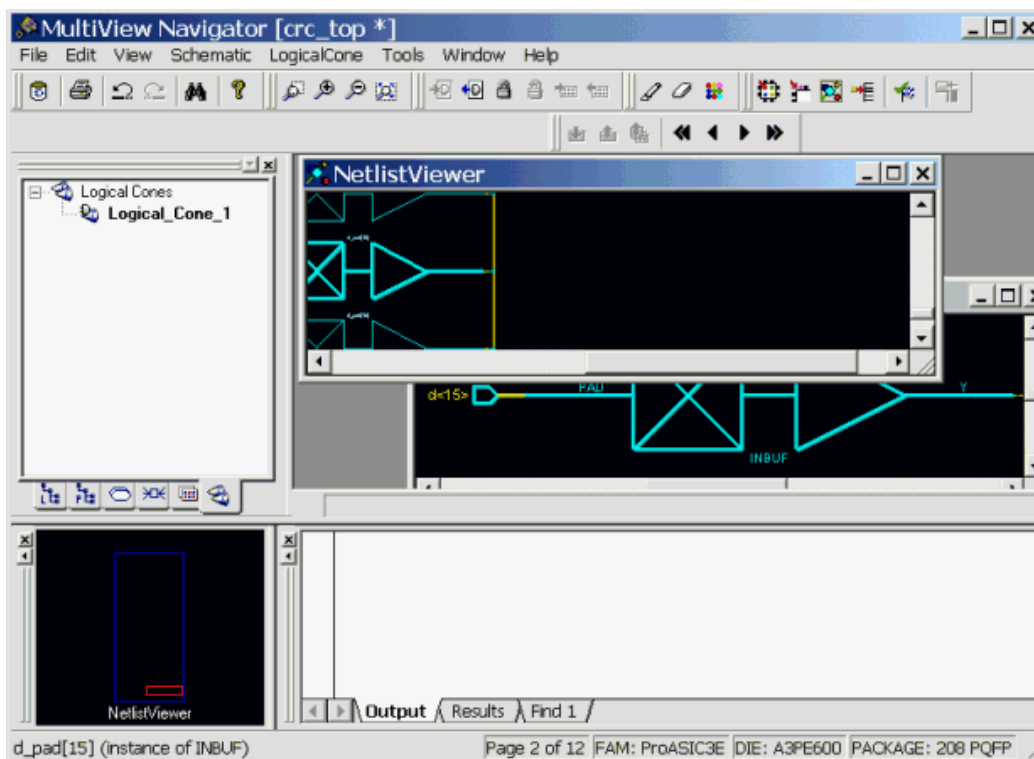 MultiView Navigator [crc_top *]
File Edit View Schematic LogicalCone Tools Window Help
Logical Cones
Logical_Cone_1
NetlistViewer
d<15>
PAD
Y
INBUF
NetlistViewer
Output Results Find 1
d_pad[15] (instance of INBUF)
Page 2 of 12 FAM: ProASIC3E DIE: A3PE600 PACKAGE: 208 PQFP